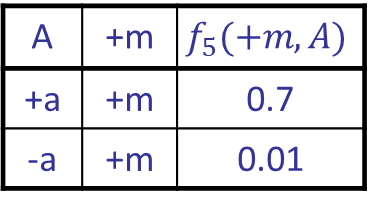 A +m f₅(+m, A)
+a +m 0.7
-a +m 0.01